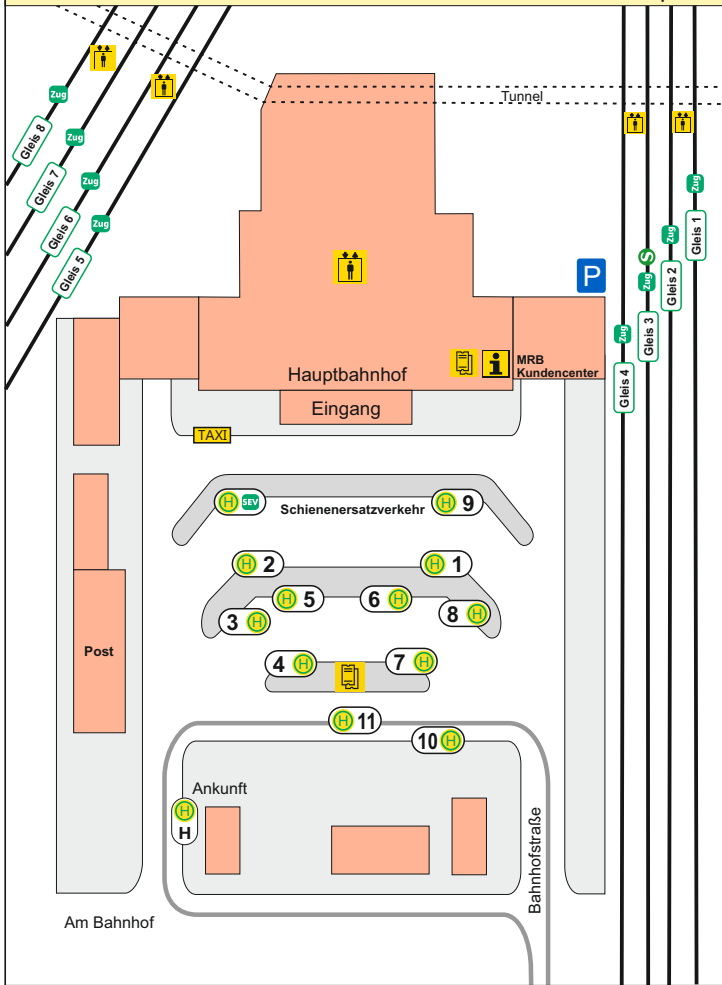 Tunnel
Zug
Gleis 8
Zug
Gleis 7
Zug
Gleis 6
Zug
Gleis 5
Zug
Gleis 1
Zug
Gleis 2
S
Zug
Gleis 3
Zug
Gleis 4
P
MRB
Kundencenter
Hauptbahnhof
Eingang
TAXI
H SEV
Schienenersatzverkehr
H 9
H 2
H 1
H 5
6 H
3 H
8 H
4 H
7 H
H 11
10 H
Ankunft
H
H
Post
Bahnhofstraße
Am Bahnhof